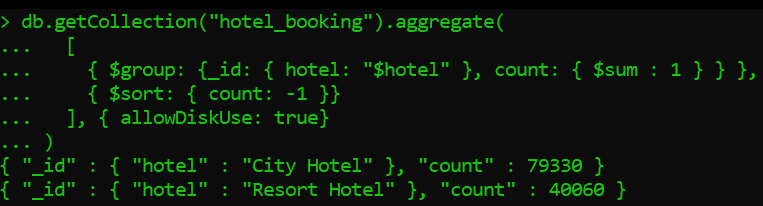 > db.getCollection("hotel_booking").aggregate(
...   [
...     { $group: {_id: { hotel: "$hotel" }, count: { $sum : 1 } } },
...     { $sort: { count: -1 }}
...   ], { allowDiskUse: true}
... )
{ "_id" : { "hotel" : "City Hotel" }, "count" : 79330 }
{ "_id" : { "hotel" : "Resort Hotel" }, "count" : 40060 }